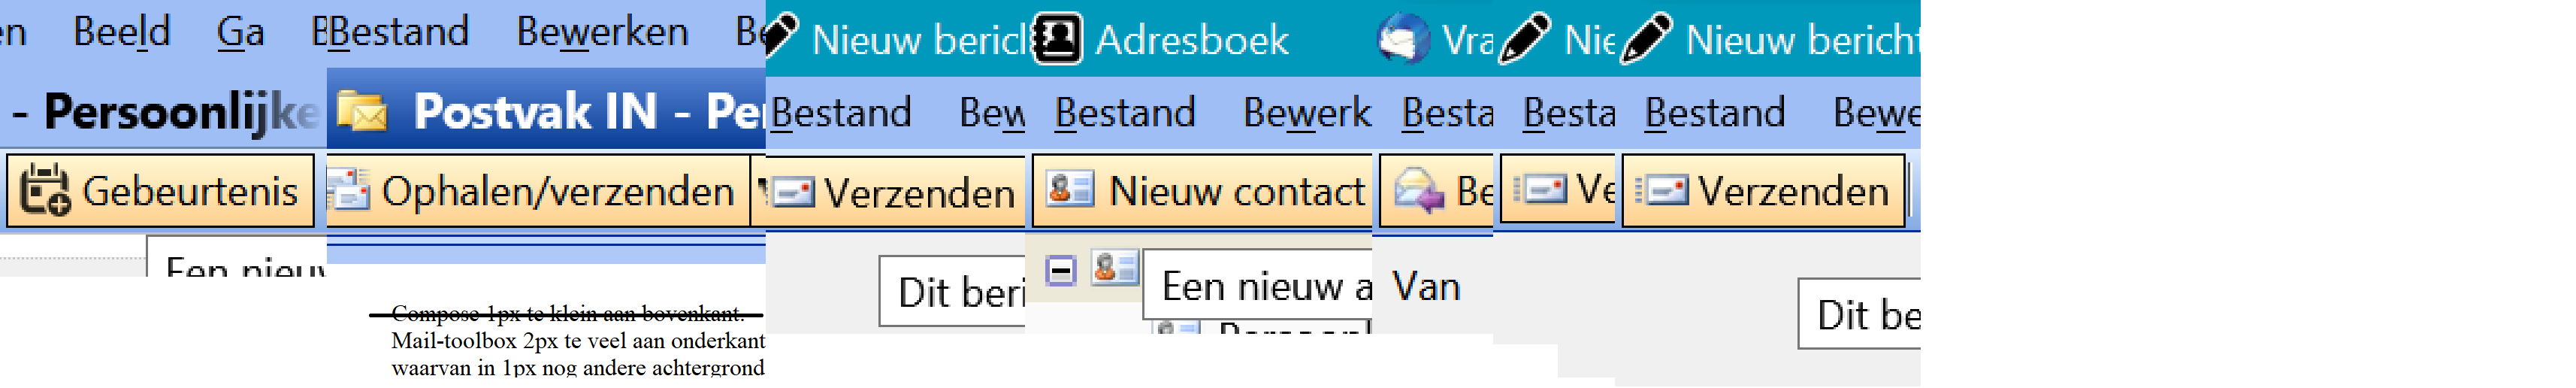 en Beeld Ga B
- Persoonlijke
Gebeurtenis
Een nieuw
Bestand Bewerken Be
Postvak IN - Per
Ophalen/verzenden
Compose 1px te klein aan bovenkant.
Mail-toolbox 2px te veel aan onderkant
waarvan in 1px nog andere achtergrond
Nieuw bericl
Bestand Bew
Verzenden
Dit beri
Adresboek
Bestand Bewerk
Nieuw contact
Een nieuw a
Persoonl
Vra
Besta
Be
Van
Nie
Besta
Ve
Nieuw bericht
Bestand Bewe
Verzenden
Dit be